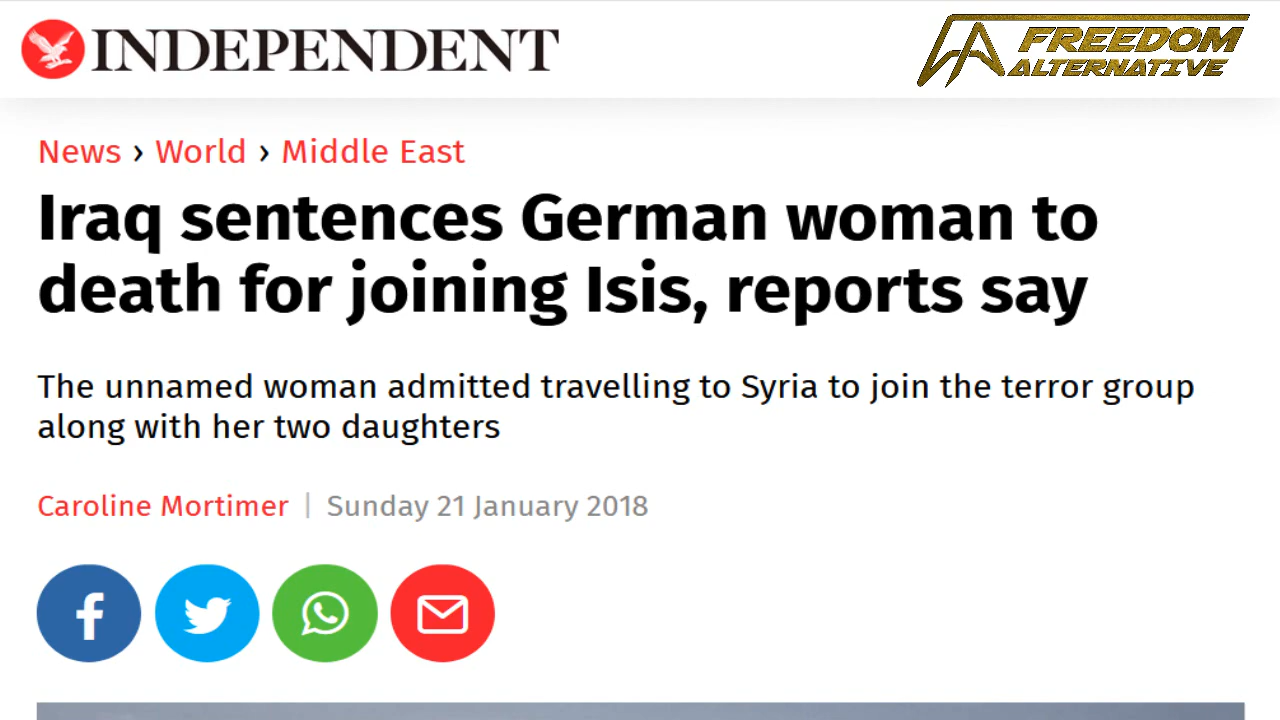 INDEPENDENT
FREEDOM
ALTERNATIVE
News › World › Middle East
Iraq sentences German woman to
death for joining Isis, reports say
The unnamed woman admitted travelling to Syria to join the terror group
along with her two daughters
Caroline Mortimer | Sunday 21 January 2018